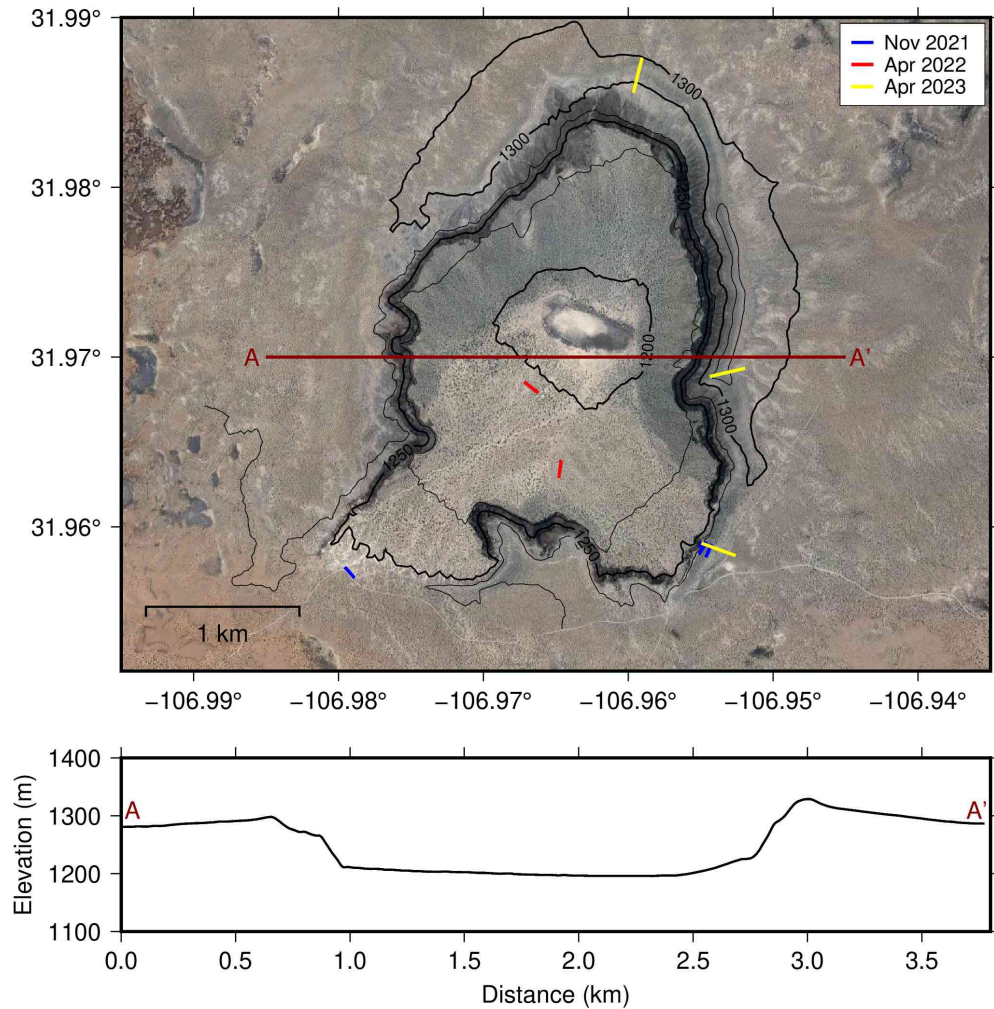 31.99°
31.98°
31.97°
31.96°
Nov 2021
Apr 2022
Apr 2023
1300
1300
A
A'
1200
1300
1250
1250
1 km
−106.99° −106.98° −106.97° −106.96° −106.95° −106.94°
1400
1300
1200
1100
Elevation (m)
A
A'
0.0 0.5 1.0 1.5 2.0 2.5 3.0 3.5
Distance (km)